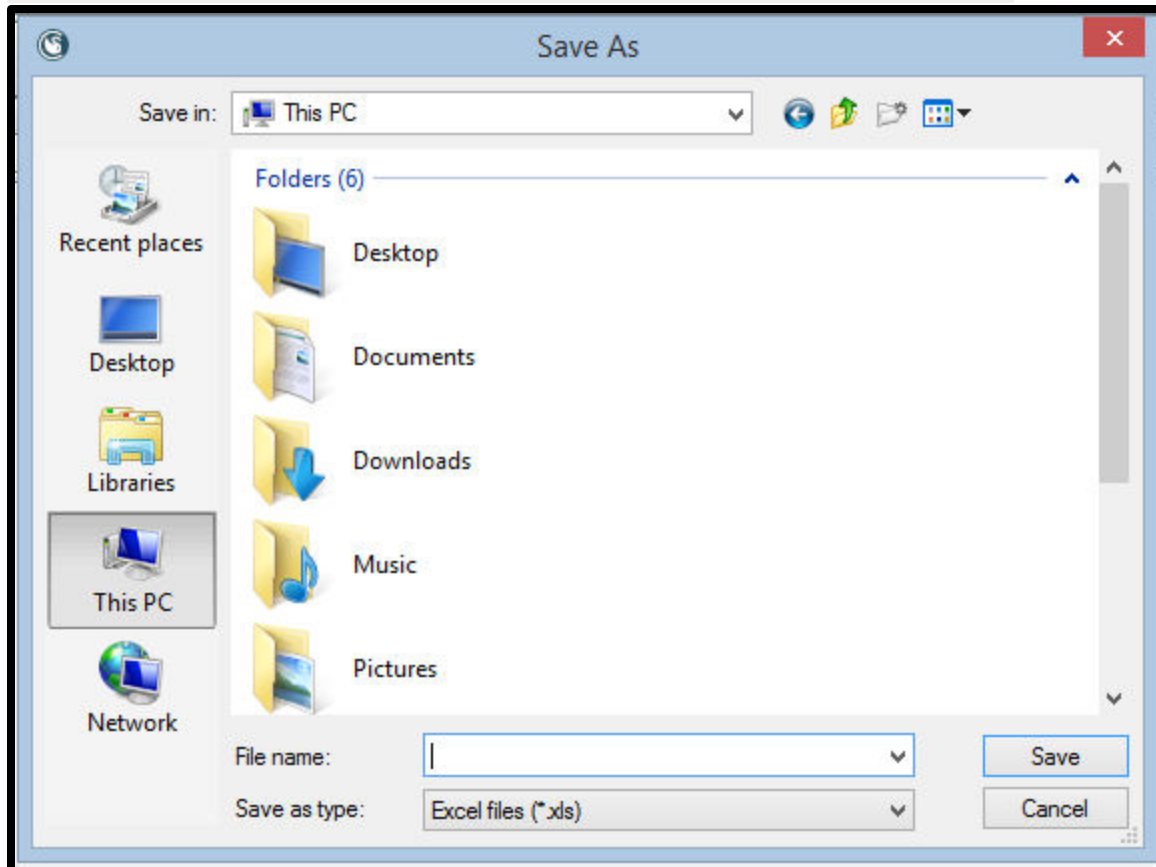 Save As
Save in:
This PC
Recent places
Desktop
Libraries
This PC
Network
Folders (6)
Desktop
Documents
Downloads
Music
Pictures
File name:
Save
Save as type:
Excel files (*.xls)
Cancel